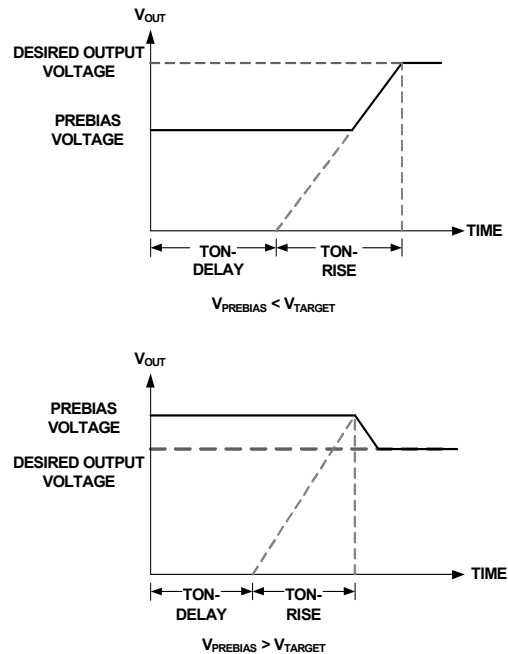 VOUT
DESIRED OUTPUT
VOLTAGE
PREBIAS
VOLTAGE
TIME
TON-
DELAY
TON-
RISE
VPREBIAS < VTARGET
VOUT
PREBIAS
VOLTAGE
DESIRED OUTPUT
VOLTAGE
TIME
TON-
DELAY
TON-
RISE
VPREBIAS > VTARGET